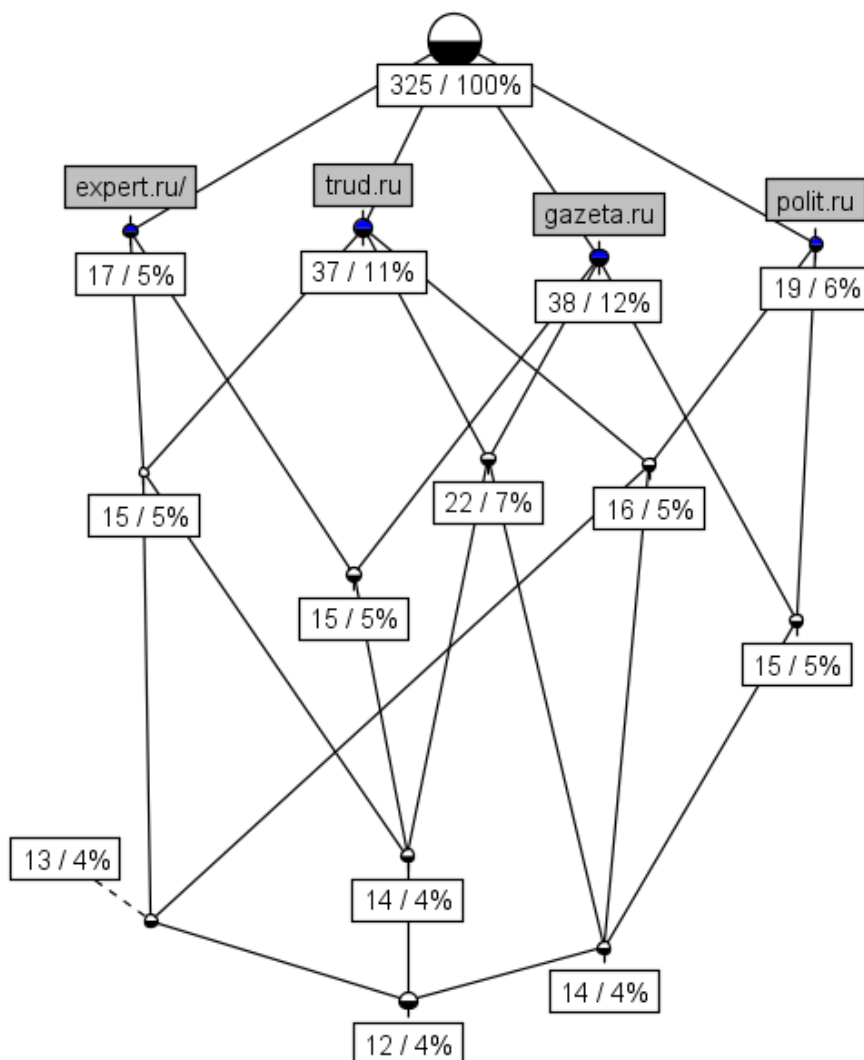 325 / 100%
expert.ru/
trud.ru
gazeta.ru
polit.ru
17 / 5%
37 / 11%
38 / 12%
19 / 6%
15 / 5%
22 / 7%
16 / 5%
15 / 5%
15 / 5%
13 / 4%
14 / 4%
14 / 4%
12 / 4%